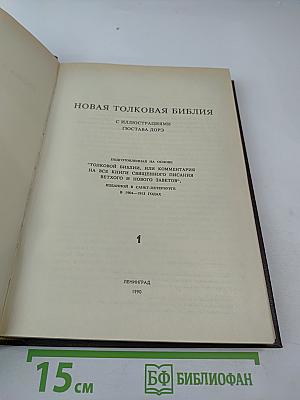 НОВАЯ ТОЛКОВАЯ БИБЛИЯ
С ИЛЛЮСТРАЦИЯМИ
ГЮСТАВА ДОРЭ
ПОДГОТОВЛЕННАЯ НА ОСНОВЕ
"ТОЛКОВОЙ БИБЛИИ, ИЛИ КОММЕНТАРИЯ
НА ВСЕ КНИГИ СВЯЩЕННОГО ПИСАНИЯ
ВЕТХОГО И НОВОГО ЗАВЕТОВ",
ИЗДАННОЙ В САНКТ-ПЕТЕРБУРГЕ
В 1904—1913 ГОДАХ
1
ЛЕНИНГРАД
1990
15 см
БФ БИБЛИОФАН